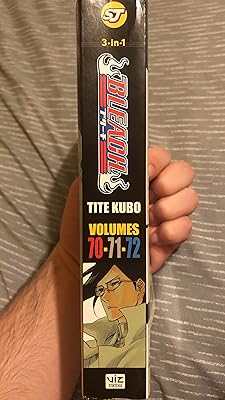 SJ
3-in-1
BLEACH
TITE KUBO
VOLUMES
70-71-72
VIZ